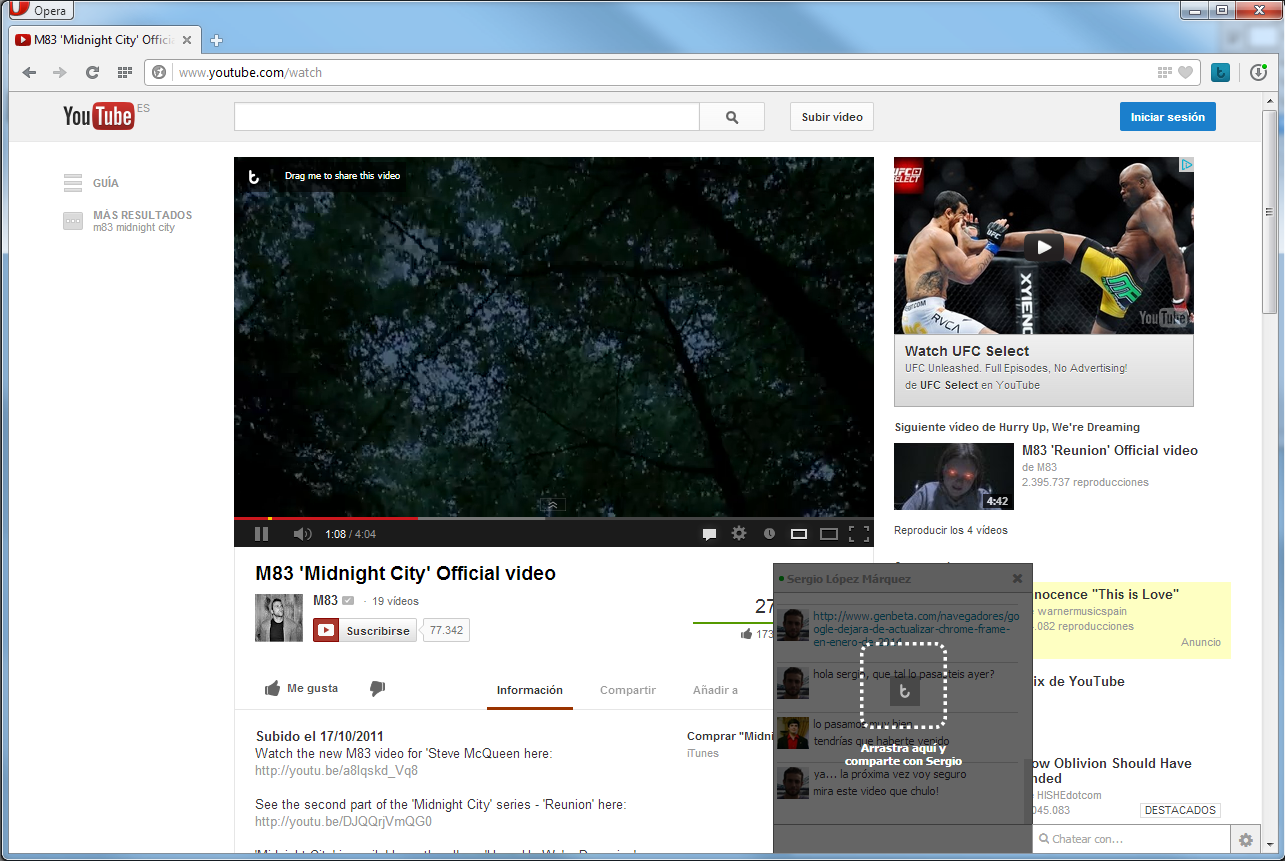 Opera
M83 'Midnight City' Offici
www.youtube.com/watch
YouTube ES
Subir vídeo
Iniciar sesión
GUÍA
MÁS RESULTADOS
m83 midnight city
Drag me to share this video
UFC
SELECT
UFC
XYIENC
RVCA
YouTube
Watch UFC Select
UFC Unleashed. Full Episodes, No Advertising!
de UFC Select en YouTube
Siguiente vídeo de Hurry Up, We're Dreaming
M83 'Reunion' Official video
de M83
2.395.737 reproducciones
4:42
Reproducir los 4 vídeos
1:08 / 4:04
M83 'Midnight City' Official video
M83 · 19 vídeos
Suscribirse 77.342
27
173
Me gusta
Información
Compartir
Añadir a
Subido el 17/10/2011
Watch the new M83 video for 'Steve McQueen here:
http://youtu.be/a8lqskd_Vq8
See the second part of the 'Midnight City' series - 'Reunion' here:
http://youtu.be/DJQQrjVmQG0
Comprar "Midni
iTunes
Sergio López Márquez
http://www.genbeta.com/navegadores/go
ogle-dejara-de-actualizar-chrome-frame-
en-enero-de-2014
hola sergio, que tal lo pasasteis ayer?
lo pasamos muy bien
tendrías que haberte venido
Arrastra aquí y
comparte con Sergio
ya... la próxima vez voy seguro
mira este video que chulo!
nocence "This is Love"
warnermusicspain
.082 reproducciones
Anuncio
ix de YouTube
ow Oblivion Should Have
nded
HISHEdotcom
045.083
DESTACADOS
Chatear con...